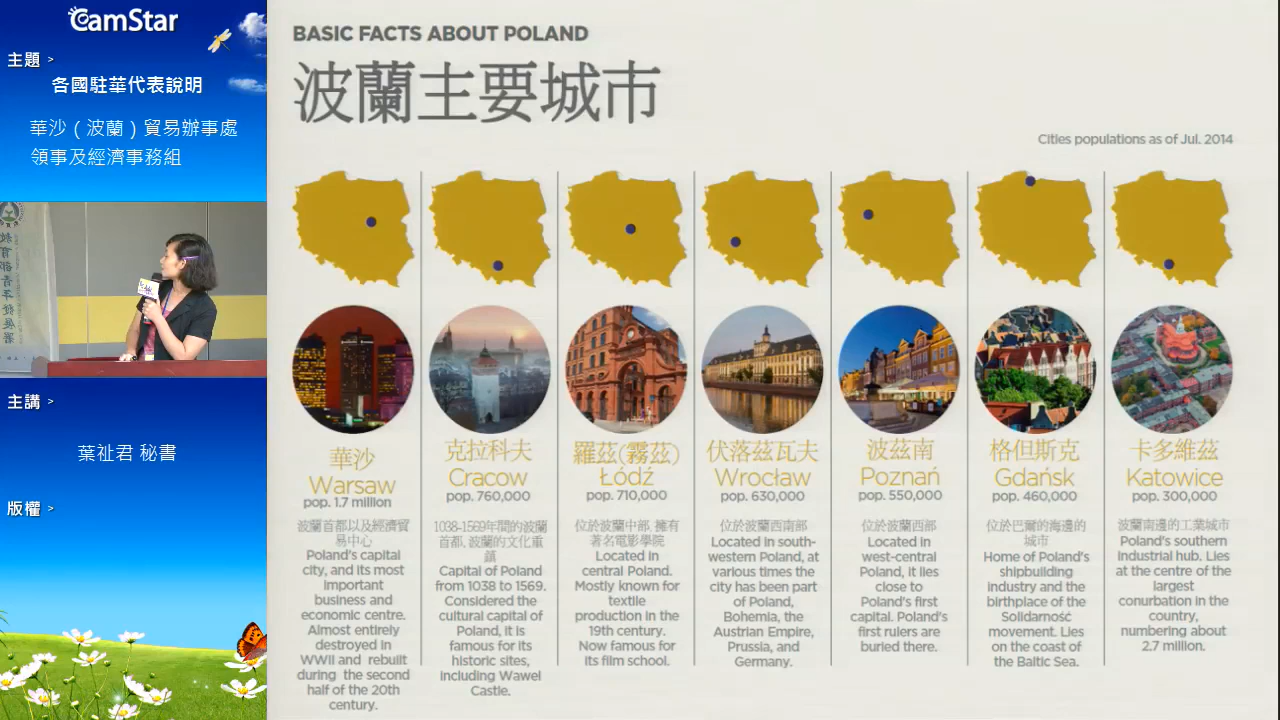 CamStar
主題 >
各國駐華代表說明
華沙（波蘭）貿易辦事處
領事及經濟事務組
教育部青年發展署
主講 >
葉祉君 秘書
版權 >
BASIC FACTS ABOUT POLAND
波蘭主要城市
Cities populations as of Jul. 2014
華沙
Warsaw
pop. 1.7 million
波蘭首都以及經濟貿
易中心
Poland's capital
city, and its most
important
business and
economic centre.
Almost entirely
destroyed in
WWII and rebuilt
during the second
half of the 20th
century.
克拉科夫
Cracow
pop. 760,000
1038-1569年間的波蘭
首都, 波蘭的文化重
鎮
Capital of Poland
from 1038 to 1569.
Considered the
cultural capital of
Poland, it is
famous for its
historic sites,
including Wawel
Castle.
羅茲(霧茲)
Łódź
pop. 710,000
位於波蘭中部, 擁有
著名電影學院
Located in
central Poland.
Mostly known for
textile
production in the
19th century.
Now famous for
its film school.
伏落茲瓦夫
Wrocław
pop. 630,000
位於波蘭西南部
Located in south-
western Poland, at
various times the
city has been part
of Poland,
Bohemia, the
Austrian Empire,
Prussia, and
Germany.
波茲南
Poznań
pop. 550,000
位於波蘭西部
Located in
west-central
Poland, it lies
close to
Poland's first
capital. Poland's
first rulers are
buried there.
格但斯克
Gdańsk
pop. 460,000
位於巴爾的海邊的
城市
Home of Poland's
shipbuilding
industry and the
birthplace of the
Solidarność
movement. Lies
on the coast of
the Baltic Sea.
卡多維茲
Katowice
pop. 300,000
波蘭南邊的工業城市
Poland's southern
industrial hub. Lies
at the centre of the
largest
conurbation in the
country,
numbering about
2.7 million.